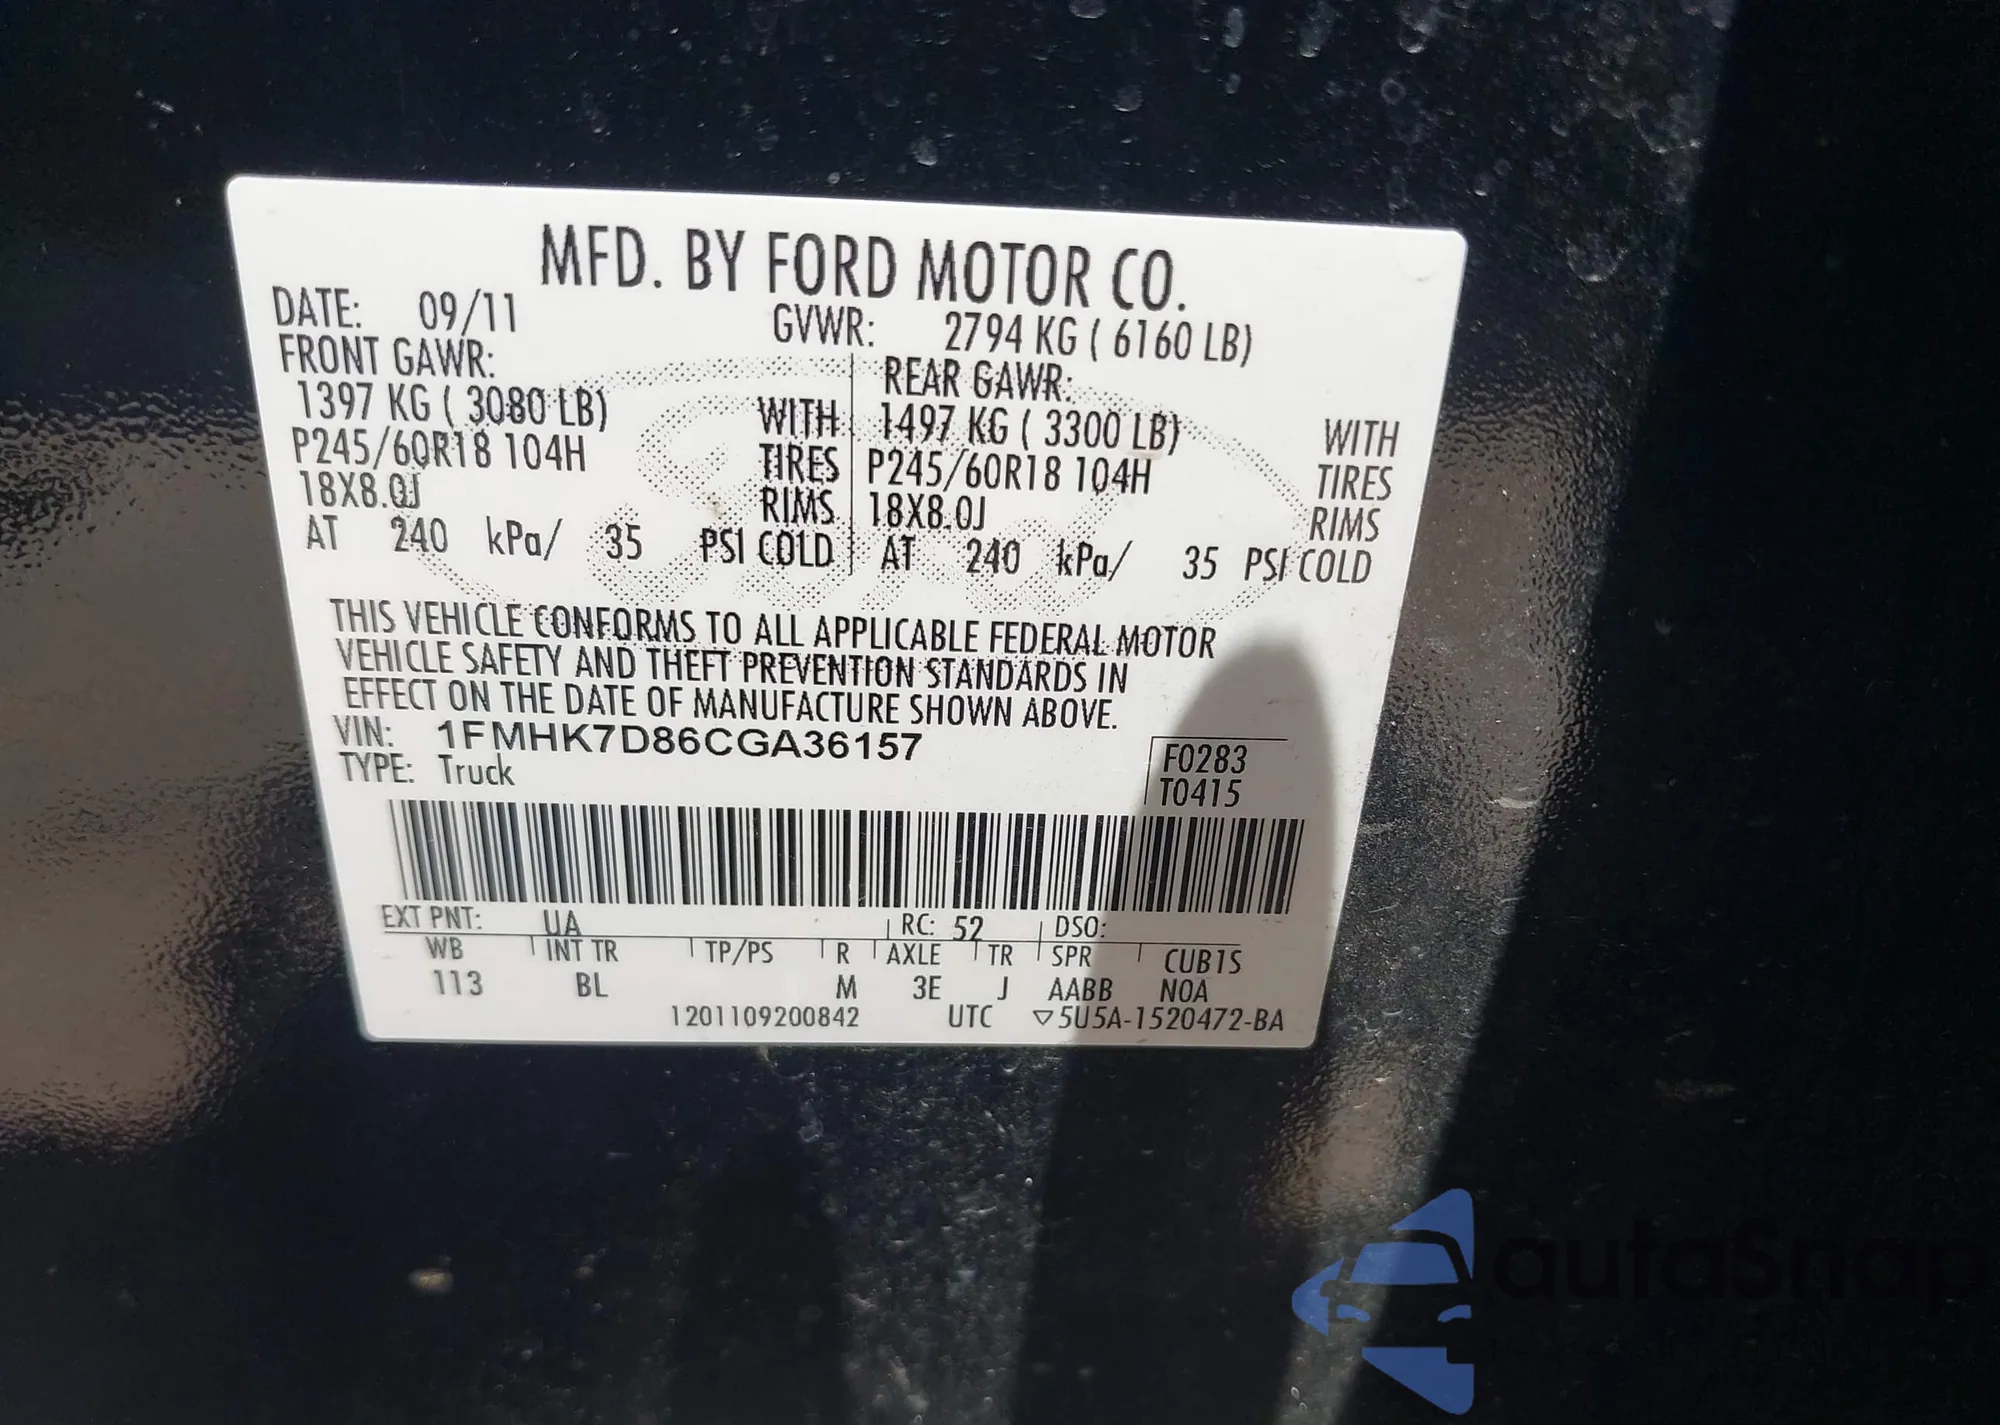 MFD. BY FORD MOTOR CO.
DATE: 09/11 GVWR: 2794 KG ( 6160 LB)
FRONT GAWR: REAR GAWR:
1397 KG ( 3080 LB) WITH 1497 KG ( 3300 LB) WITH
P245/60R18 104H TIRES P245/60R18 104H TIRES
18X8.0J RIMS 18X8.0J RIMS
AT 240 kPa/ 35 PSI COLD AT 240 kPa/ 35 PSI COLD
THIS VEHICLE CONFORMS TO ALL APPLICABLE FEDERAL MOTOR
VEHICLE SAFETY AND THEFT PREVENTION STANDARDS IN
EFFECT ON THE DATE OF MANUFACTURE SHOWN ABOVE.
VIN: 1FMHK7D86CGA36157
TYPE: Truck
F0283
T0415
EXT PNT: UA RC: 52 DSO:
WB INT TR TP/PS R AXLE TR SPR CUB1S
113 BL M 3E J AABB N0A
1201109200842 UTC ▽5U5A-1520472-BA
autoSnap